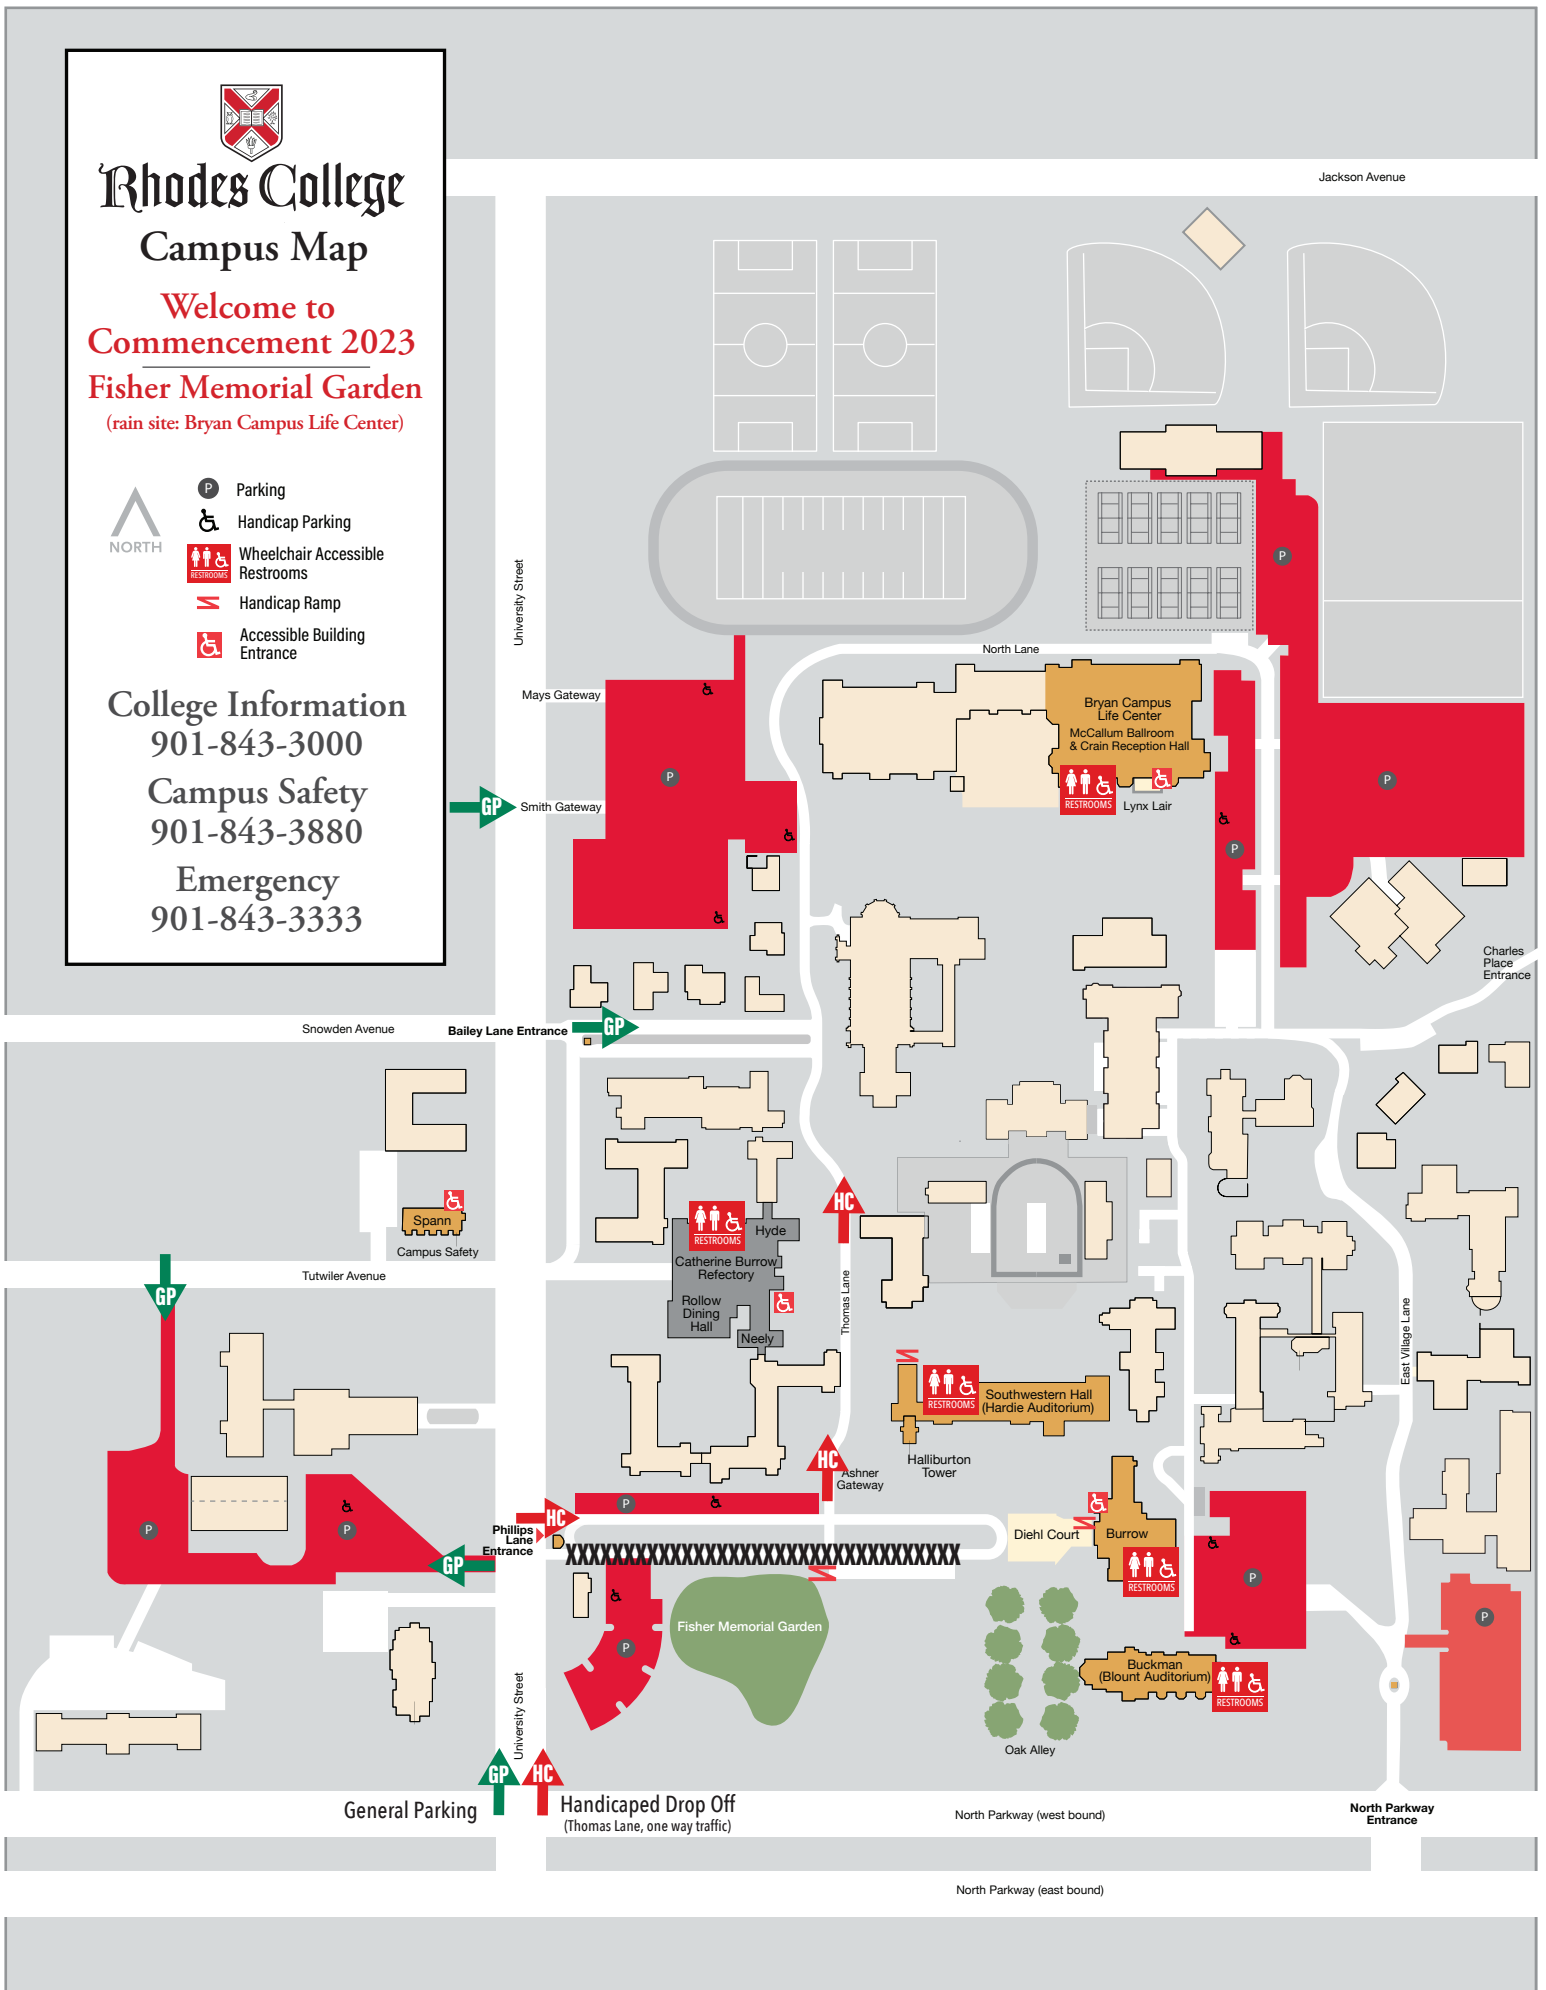 Rhodes College
Campus Map
Welcome to
Commencement 2023
Fisher Memorial Garden
(rain site: Bryan Campus Life Center)
NORTH
P
Parking
Handicap Parking
RESTROOMS
Wheelchair Accessible
Restrooms
Handicap Ramp
Accessible Building
Entrance
College Information
901-843-3000
Campus Safety
901-843-3880
Emergency
901-843-3333
Jackson Avenue
University Street
P
North Lane
Mays Gateway
Bryan Campus
Life Center
McCallum Ballroom
& Crain Reception Hall
P
P
GP
Smith Gateway
RESTROOMS
Lynx Lair
P
Charles
Place
Entrance
Snowden Avenue
Bailey Lane Entrance
GP
HC
Spann
Campus Safety
RESTROOMS
Hyde
Catherine Burrow
Refectory
Rollow
Dining
Hall
Neely
Tutwiler Avenue
GP
Thomas Lane
East Village Lane
RESTROOMS
Southwestern Hall
(Hardie Auditorium)
Halliburton
Tower
HC
Ashner
Gateway
P
HC
Phillips
Lane
Entrance
P
P
GP
XXXXXXXXXXXXXXXXXXXXXXXXXXXXXXXXXXXX
Diehl Court
Burrow
RESTROOMS
P
P
Fisher Memorial Garden
P
Buckman
(Blount Auditorium)
RESTROOMS
Oak Alley
University Street
GP
HC
General Parking
Handicaped Drop Off
(Thomas Lane, one way traffic)
North Parkway (west bound)
North Parkway
Entrance
North Parkway (east bound)